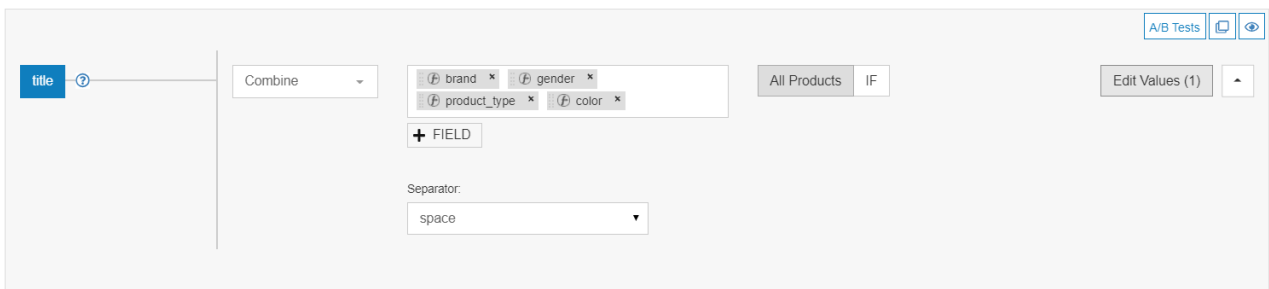 A/B Tests
title ? Combine brand × gender × All Products IF Edit Values (1)
product_type × color ×
+ FIELD
Separator:
space